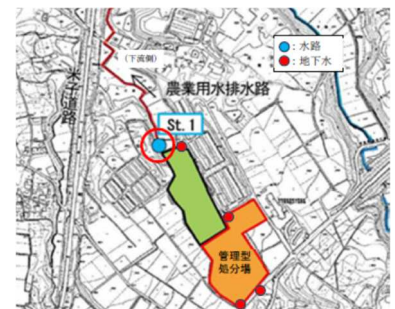 ●：水路
●：地下水
（下流側）
農業用水排水路
米子道路
St. 1
管理型
処分場